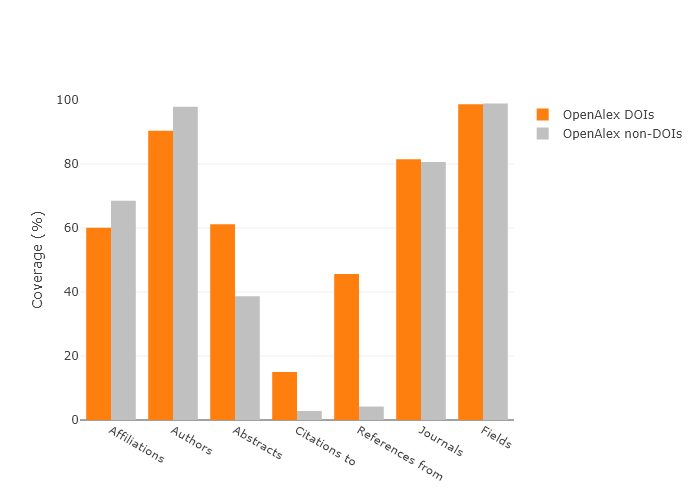 100
80
60
40
20
0
Coverage (%)
Affiliations
Authors
Abstracts
Citations to
References from
Journals
Fields
OpenAlex DOIs
OpenAlex non-DOIs